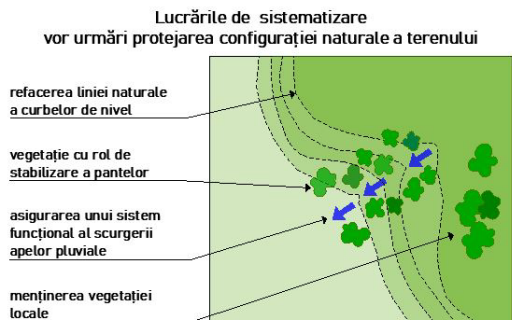 Lucrările de sistematizare
vor urmări protejarea configurației naturale a terenului
refacerea liniei naturale
a curbelor de nivel
vegetație cu rol de
stabilizare a pantelor
asigurarea unui sistem
funcțional al scurgerii
apelor pluviale
menținerea vegetației
locale